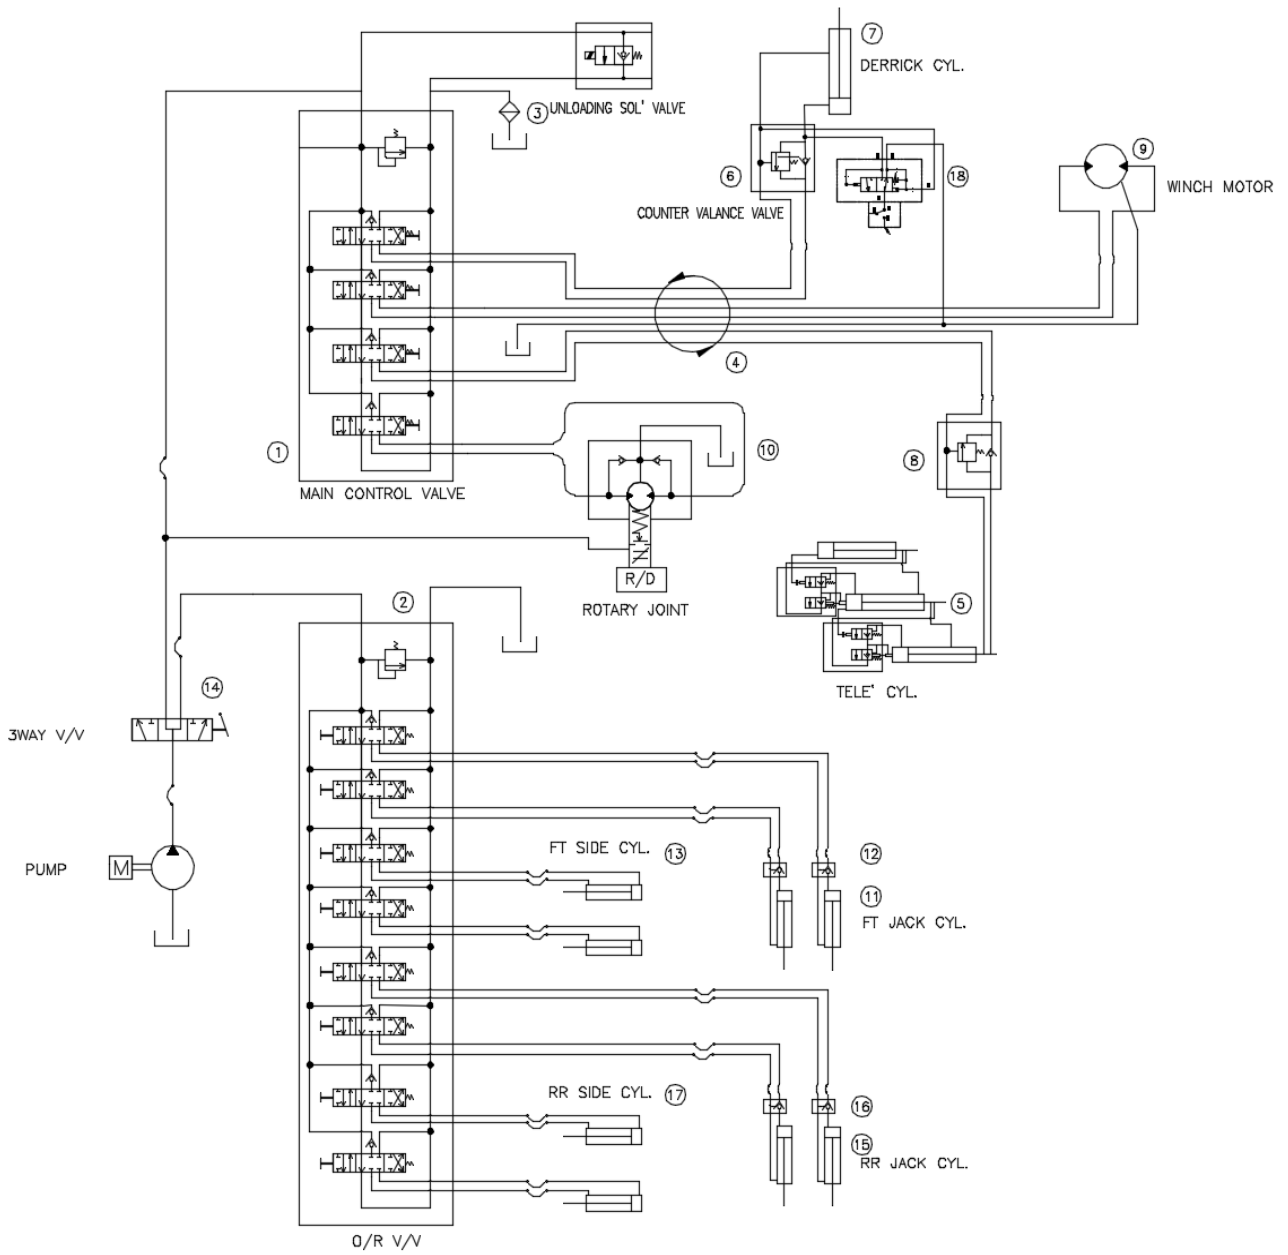 7
DERRICK CYL.
3
UNLOADING SOL' VALVE
6
18
9
WINCH MOTOR
COUNTER VALANCE VALVE
4
1
10
8
MAIN CONTROL VALVE
R/D
ROTARY JOINT
2
5
TELE' CYL.
14
3WAY V/V
PUMP
M
FT SIDE CYL. 13
12
11
FT JACK CYL.
RR SIDE CYL. 17
16
15
RR JACK CYL.
O/R V/V